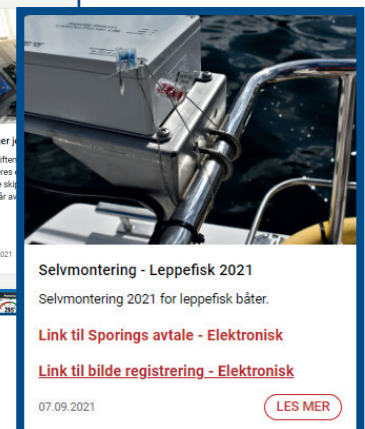 Selvmontering - Leppefisk 2021
Selvmontering 2021 for leppefisk båter.
Link til Sporings avtale - Elektronisk
Link til bilde registrering - Elektronisk
07.09.2021
LES MER